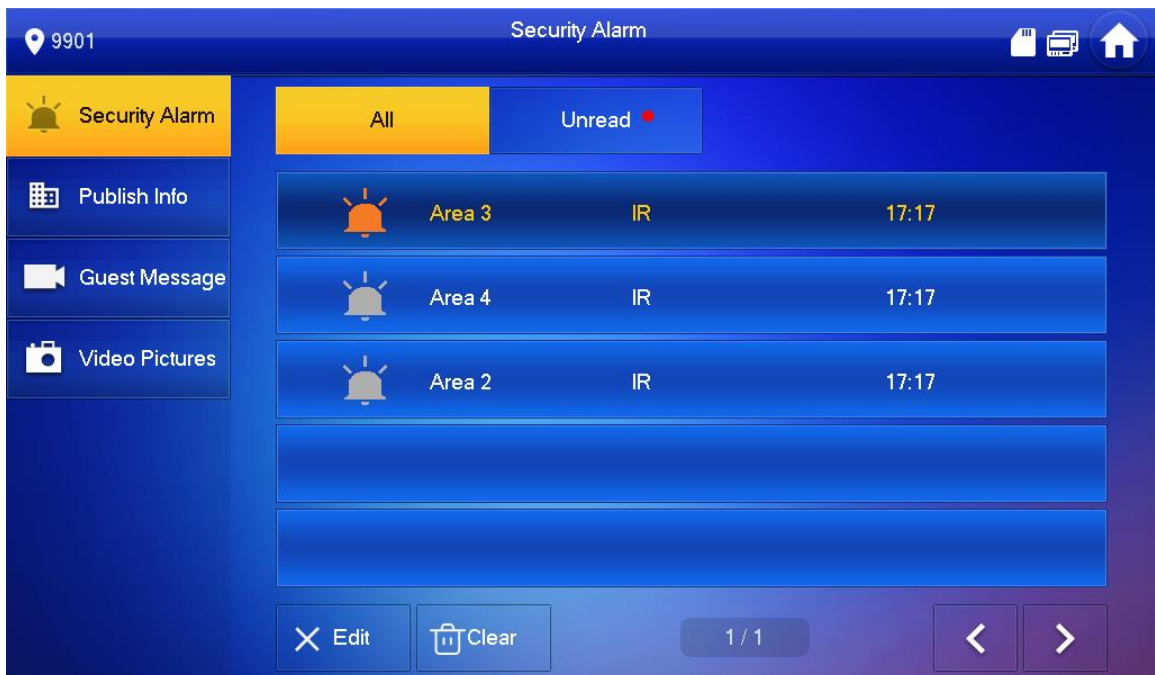 9901
Security Alarm
Security Alarm
Publish Info
Guest Message
Video Pictures
All Unread
Area 3 IR 17:17
Area 4 IR 17:17
Area 2 IR 17:17
Edit Clear 1 / 1